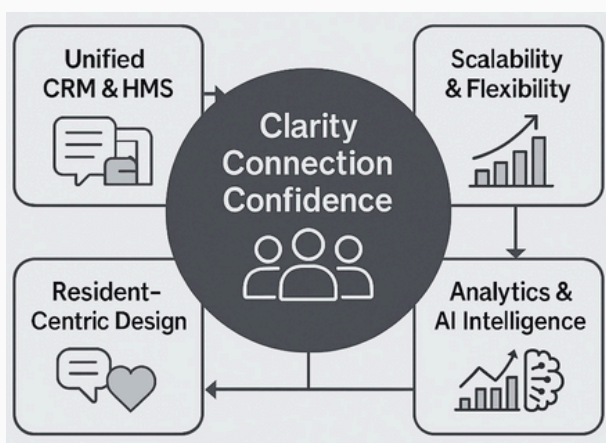 Unified
CRM & HMS
Scalability
& Flexibility
Clarity
Connection
Confidence
Resident-
Centric Design
Analytics &
AI Intelligence